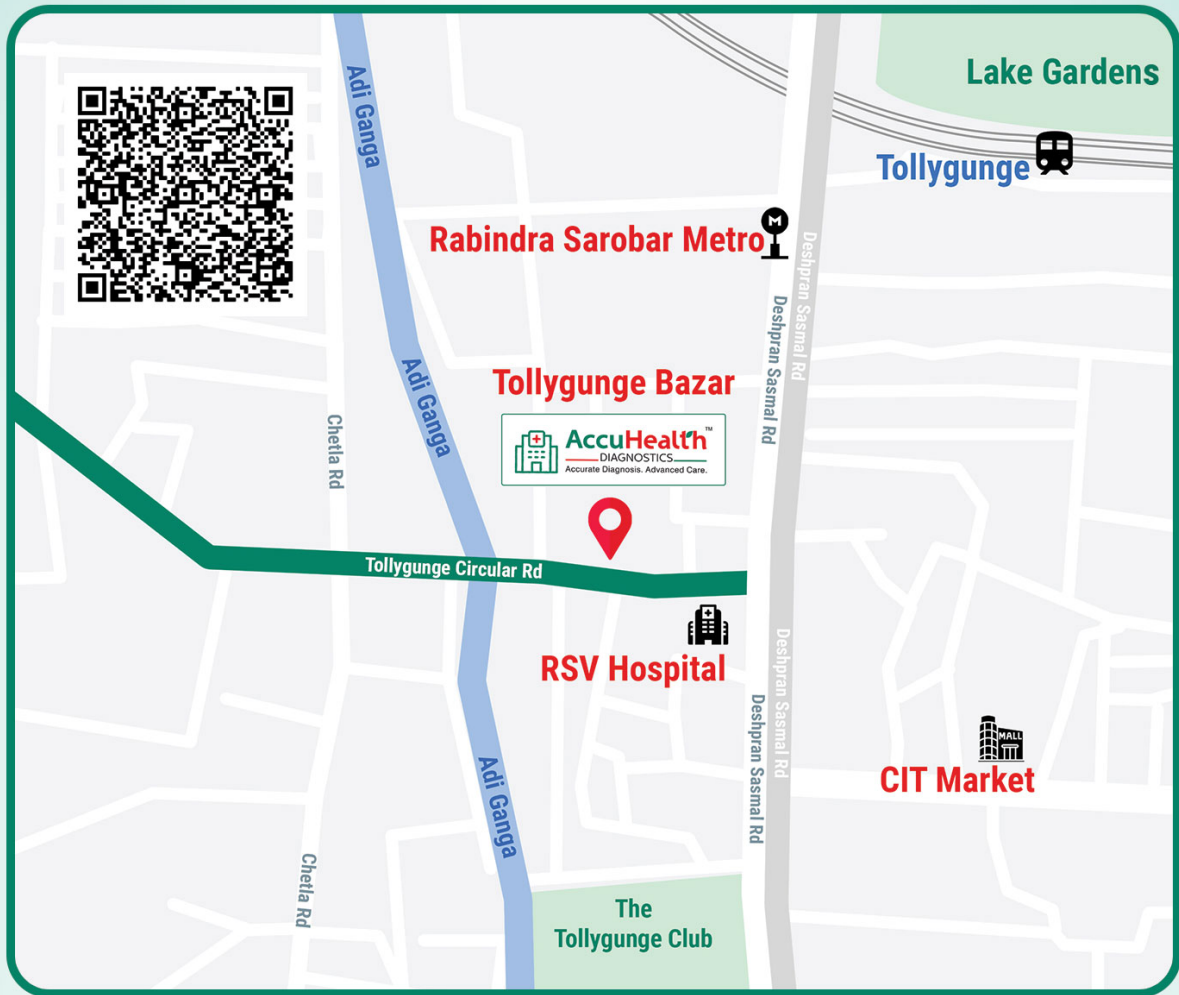 Lake Gardens
Adi Ganga
Tollygunge
Rabindra Sarobar Metro
M
Deshpran Sasmal Rd
Deshpran Sasmal Rd
Adi Ganga
Tollygunge Bazar
AccuHealth™
DIAGNOSTICS
Accurate Diagnosis. Advanced Care.
Chetla Rd
Tollygunge Circular Rd
RSV Hospital
Deshpran Sasmal Rd
Deshpran Sasmal Rd
MALL
CIT Market
Adi Ganga
Chetla Rd
The
Tollygunge Club